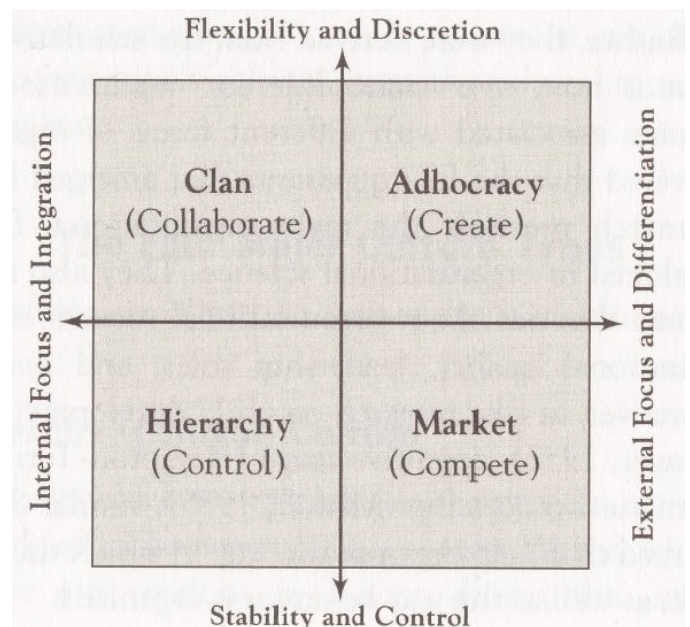 Flexibility and Discretion
Internal Focus and Integration
Clan
(Collaborate)
Adhocracy
(Create)
External Focus and Differentiation
Hierarchy
(Control)
Market
(Compete)
Stability and Control